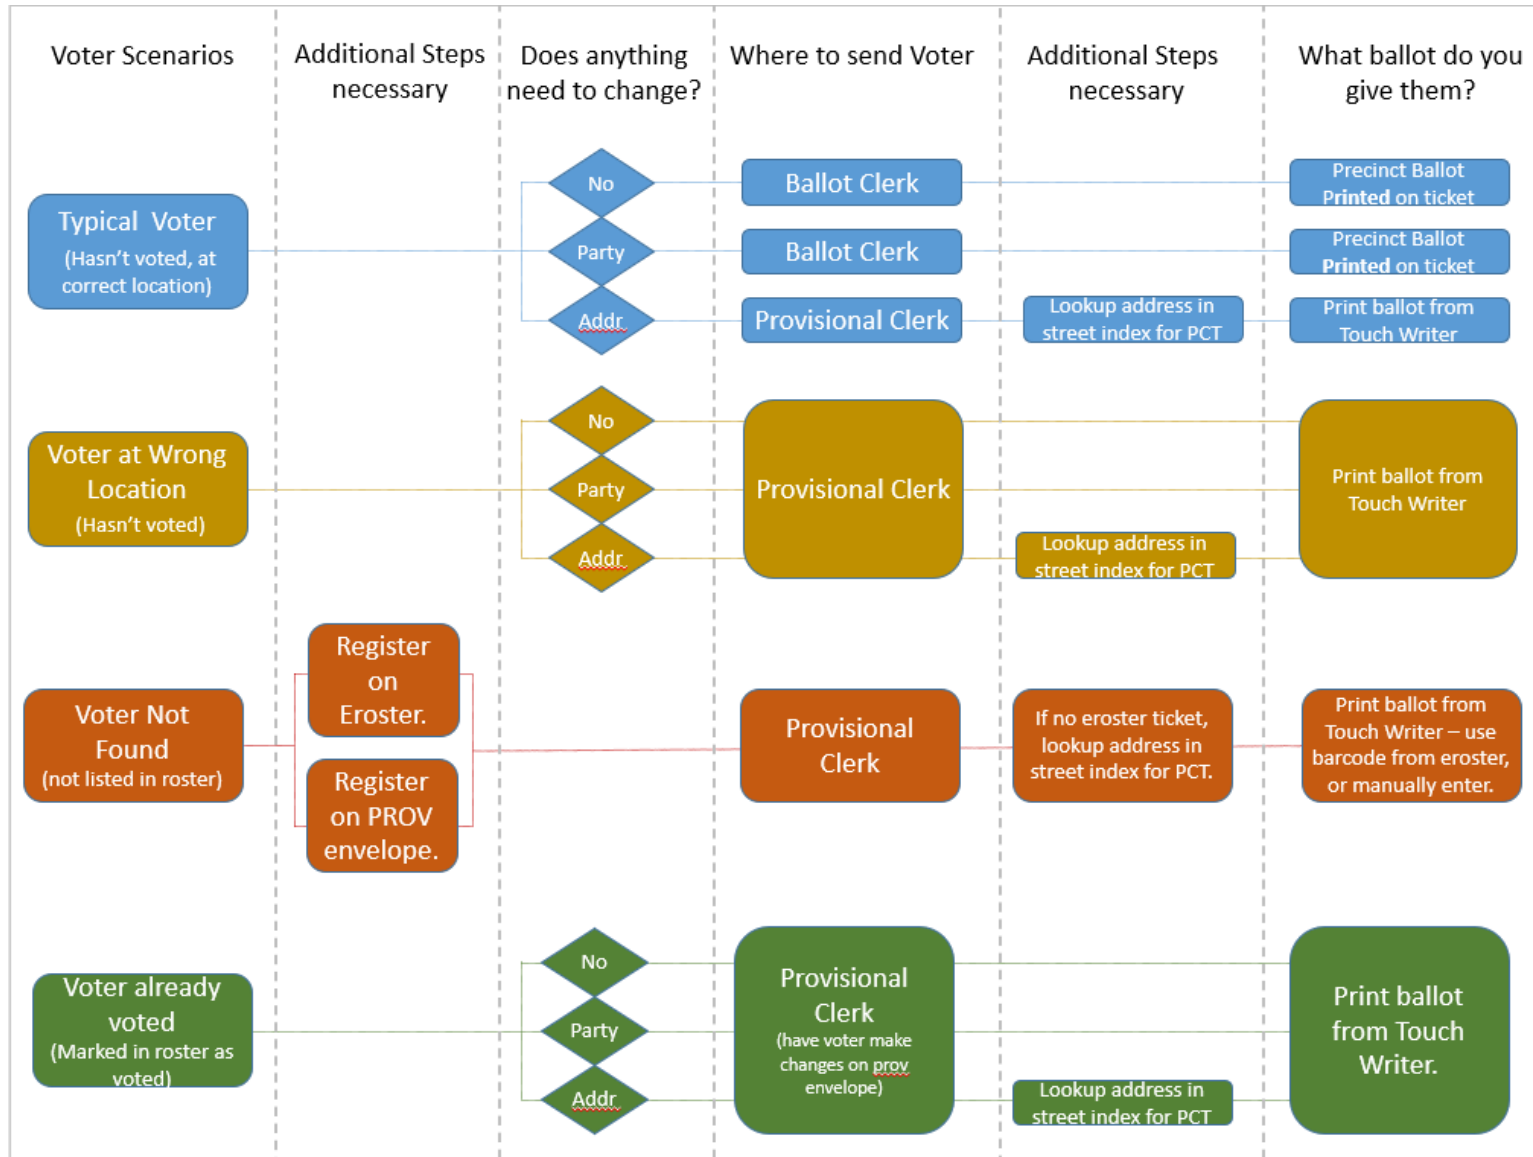 Voter Scenarios
Additional Steps
necessary
Does anything
need to change?
Where to send Voter
Additional Steps
necessary
What ballot do you
give them?
Typical Voter
(Hasn't voted, at
correct location)
No
Party
Addr
Ballot Clerk
Ballot Clerk
Provisional Clerk
Lookup address in
street index for PCT
Precinct Ballot
Printed on ticket
Precinct Ballot
Printed on ticket
Print ballot from
Touch Writer
Voter at Wrong
Location
(Hasn't voted)
No
Party
Addr
Provisional Clerk
Lookup address in
street index for PCT
Print ballot from
Touch Writer
Voter Not
Found
(not listed in roster)
Register
on
Eroster.
Register
on PROV
envelope.
Provisional
Clerk
If no eroster ticket,
lookup address in
street index for PCT.
Print ballot from
Touch Writer – use
barcode from eroster,
or manually enter.
Voter already
voted
(Marked in roster as
voted)
No
Party
Addr
Provisional
Clerk
(have voter make
changes on prov
envelope)
Lookup address in
street index for PCT
Print ballot
from Touch
Writer.